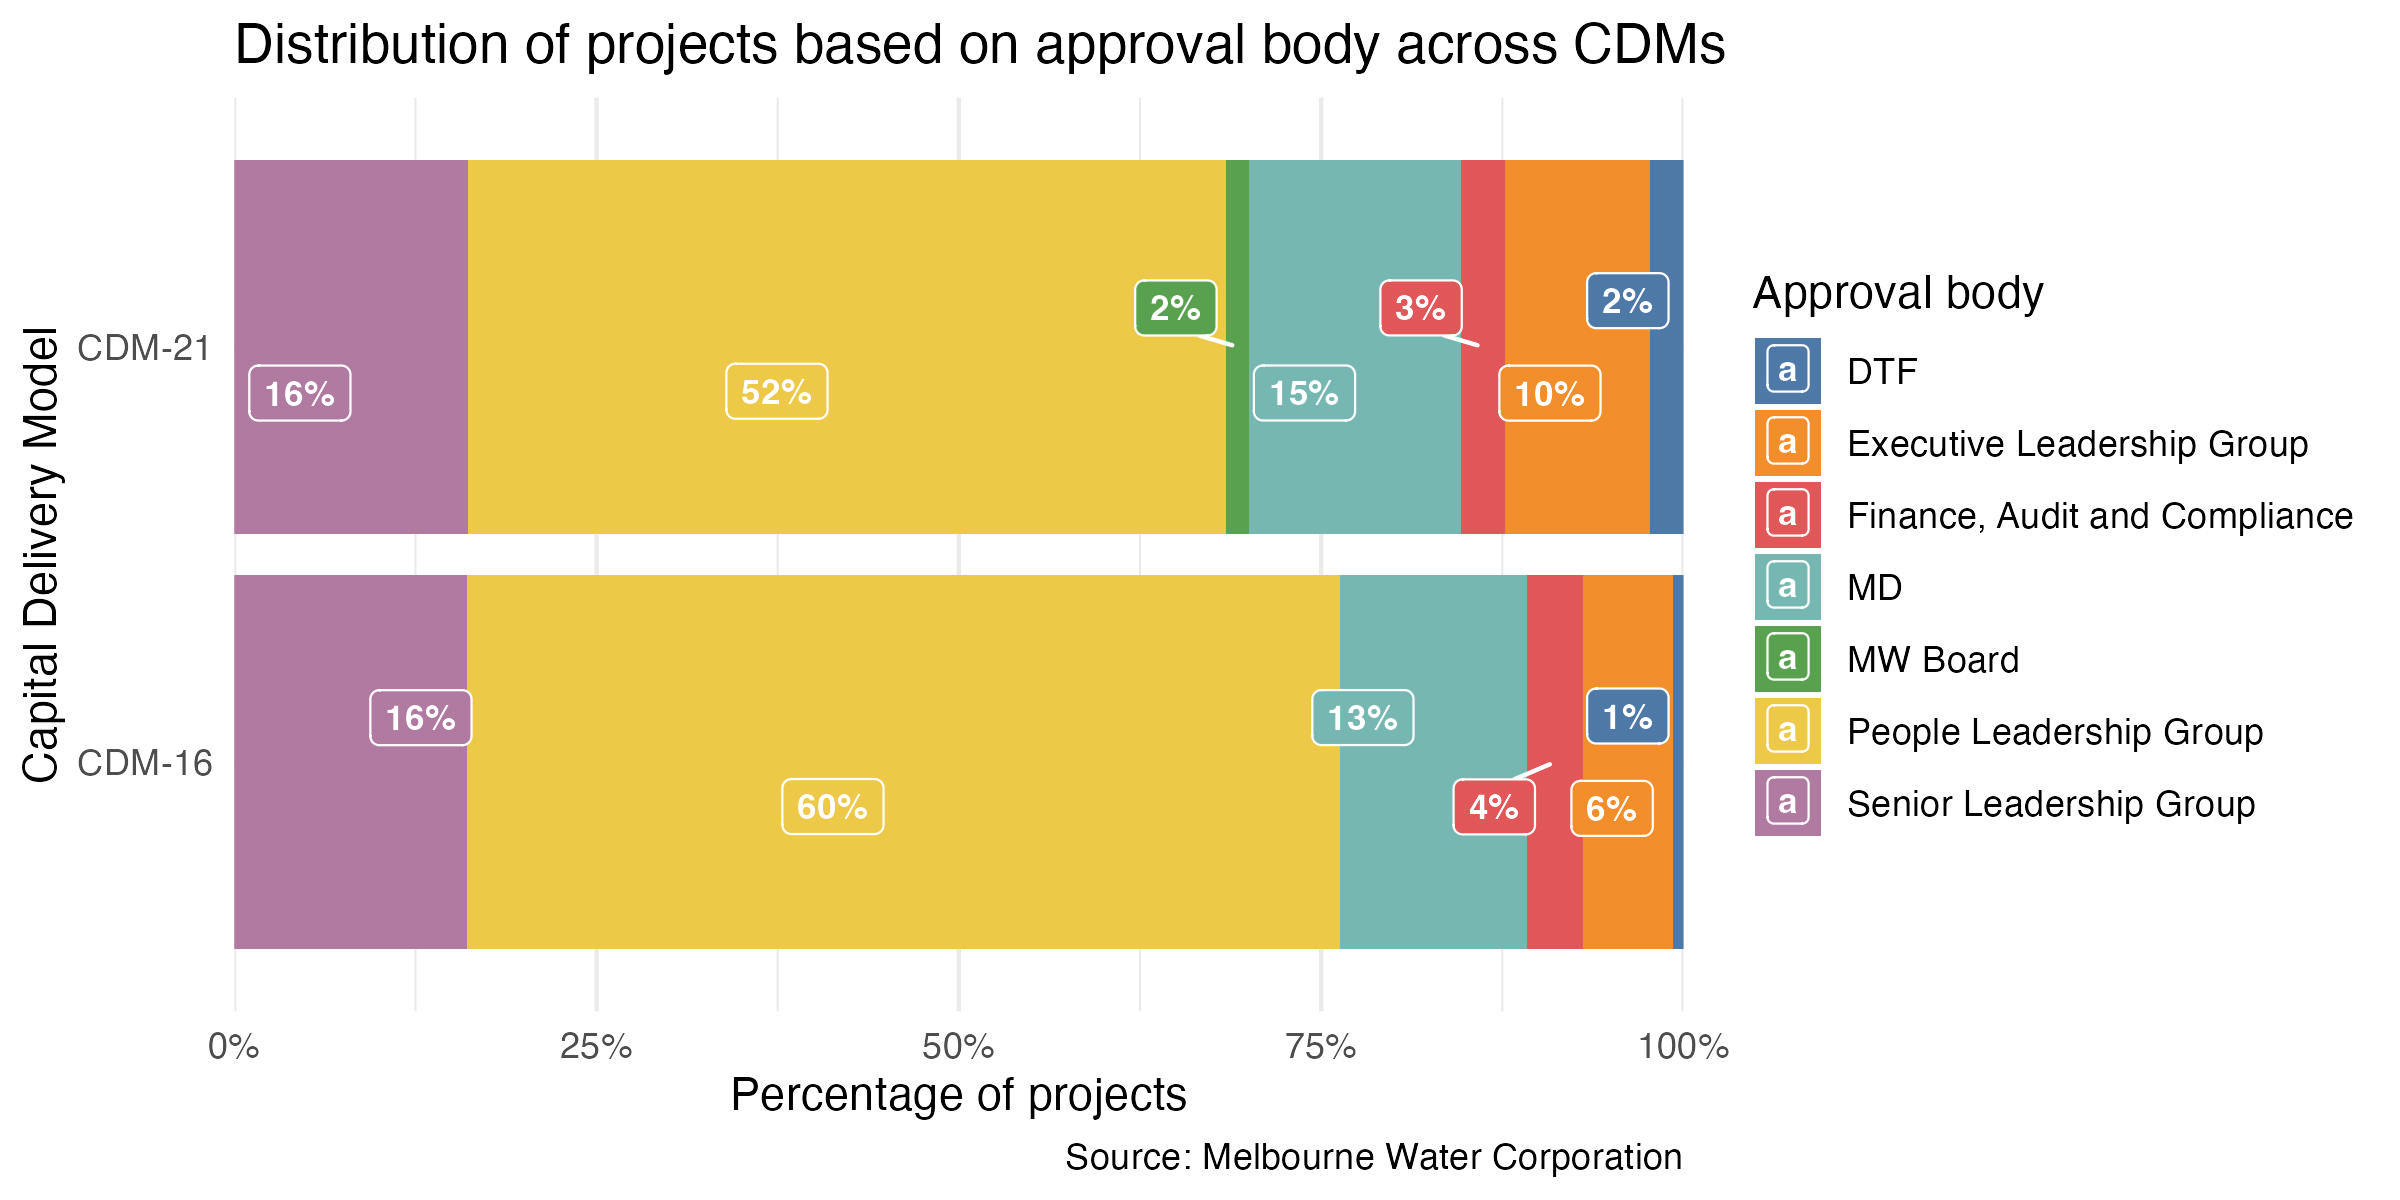 Distribution of projects based on approval body across CDMs
Capital Delivery Model
CDM-21
16%
52%
2%
15%
3%
10%
2%
CDM-16
16%
60%
13%
4%
6%
1%
0%
25%
50%
75%
100%
Percentage of projects
Source: Melbourne Water Corporation
Approval body
a DTF
a Executive Leadership Group
a Finance, Audit and Compliance
a MD
a MW Board
a People Leadership Group
a Senior Leadership Group